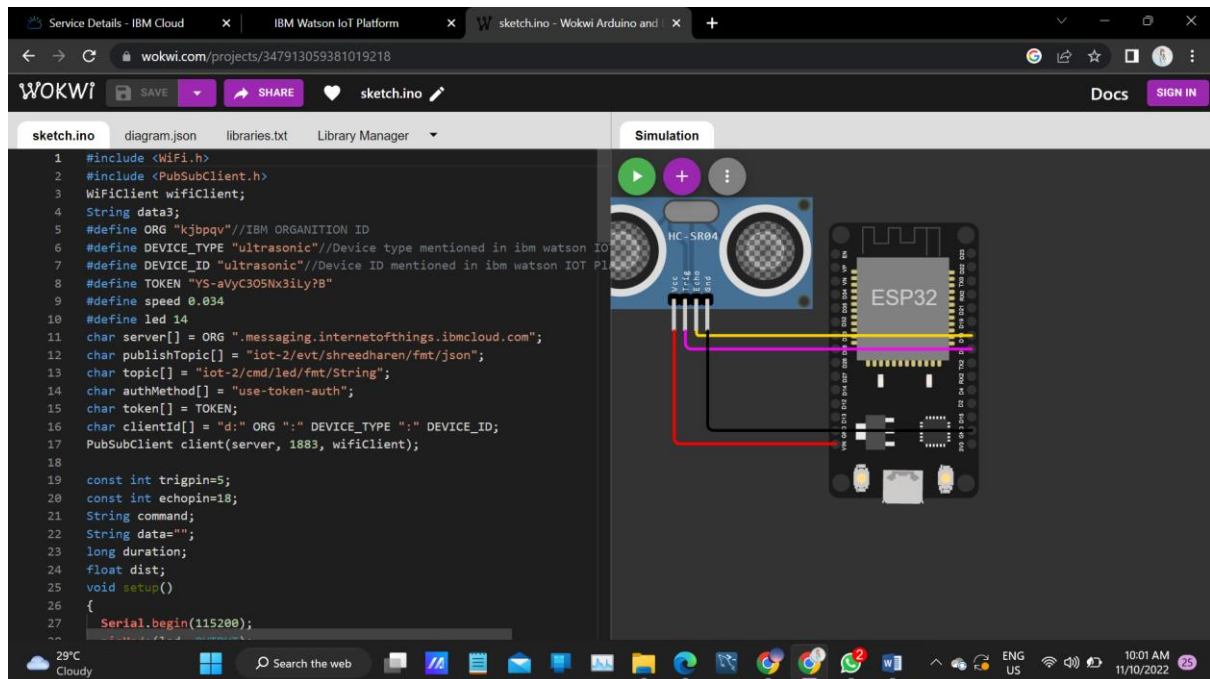 Service Details - IBM Cloud
IBM Watson IoT Platform
sketch.ino - Wokwi Arduino and
wokwi.com/projects/347913059381019218
WOKWi SAVE SHARE sketch.ino Docs SIGN IN
sketch.ino diagram.json libraries.txt Library Manager
1 #include <WiFi.h>
2 #include <PubSubClient.h>
3 WiFiClient wifiClient;
4 String data3;
5 #define ORG "kjbpqv"//IBM ORGANITION ID
6 #define DEVICE_TYPE "ultrasonic"//Device type mentioned in ibm watson IO
7 #define DEVICE_ID "ultrasonic"//Device ID mentioned in ibm watson IOT Pl
8 #define TOKEN "YS-aVyC3O5Nx3iLy?B"
9 #define speed 0.034
10 #define led 14
11 char server[] = ORG ".messaging.internetofthings.ibmcloud.com";
12 char publishTopic[] = "iot-2/evt/shreedharen/fmt/json";
13 char topic[] = "iot-2/cmd/led/fmt/String";
14 char authMethod[] = "use-token-auth";
15 char token[] = TOKEN;
16 char clientId[] = "d:" ORG ":" DEVICE_TYPE ":" DEVICE_ID;
17 PubSubClient client(server, 1883, wifiClient);
18
19 const int trigpin=5;
20 const int echopin=18;
21 String command;
22 String data="";
23 long duration;
24 float dist;
25 void setup()
26 {
27 Serial.begin(115200);
Simulation
HC-SR04
Vcc
Trig
Echo
Gnd
ESP32
29°C
Cloudy
Search the web
ENG
US
10:01 AM
11/10/2022
25